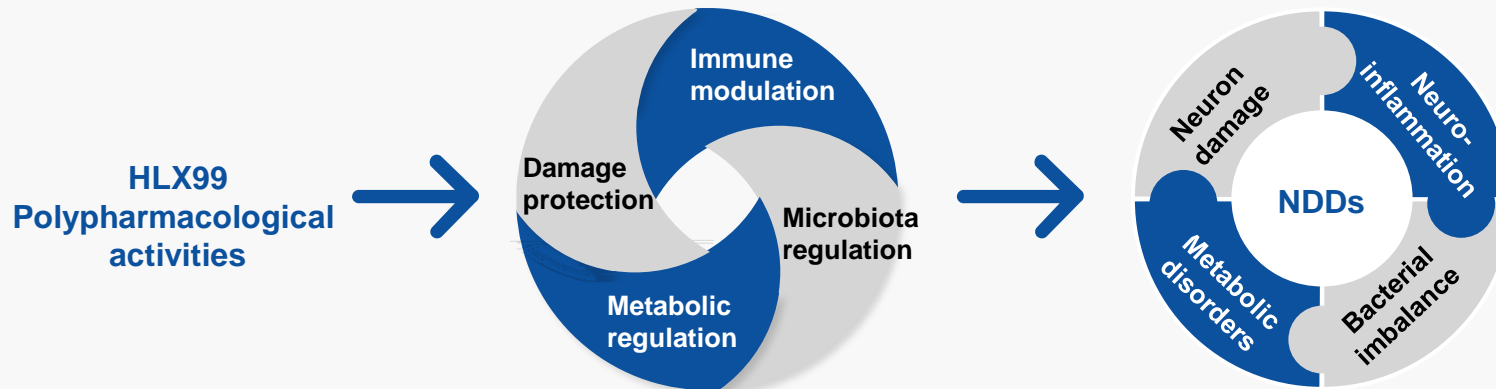 HLX99
Polypharmacological
activities
Immune
modulation
Damage
protection
Microbiota
regulation
Metabolic
regulation
Neuron
damage
Neuro-
inflammation
NDDs
Metabolic
disorders
Bacterial
imbalance